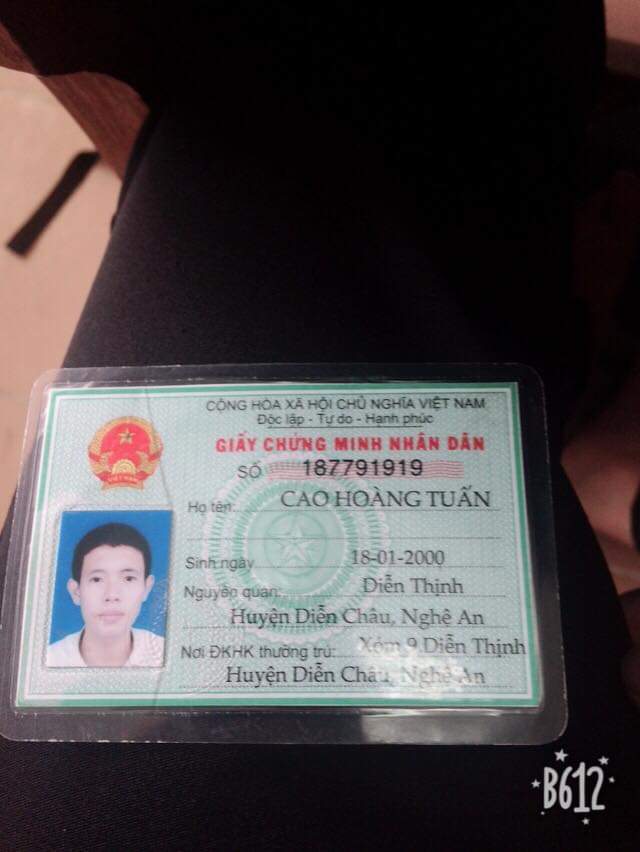 CỘNG HÒA XÃ HỘI CHỦ NGHĨA VIỆT NAM
Độc lập - Tự do - Hạnh phúc
GIẤY CHỨNG MINH NHÂN DÂN
SỐ 187791919
Họ tên: CAO HOÀNG TUẤN
Sinh ngày 18-01-2000
Nguyên quán: Diễn Thịnh
Huyện Diễn Châu, Nghệ An
Nơi ĐKHK thường trú: Xóm 9 Diễn Thịnh
Huyện Diễn Châu, Nghệ An
VIỆT NAM
B612